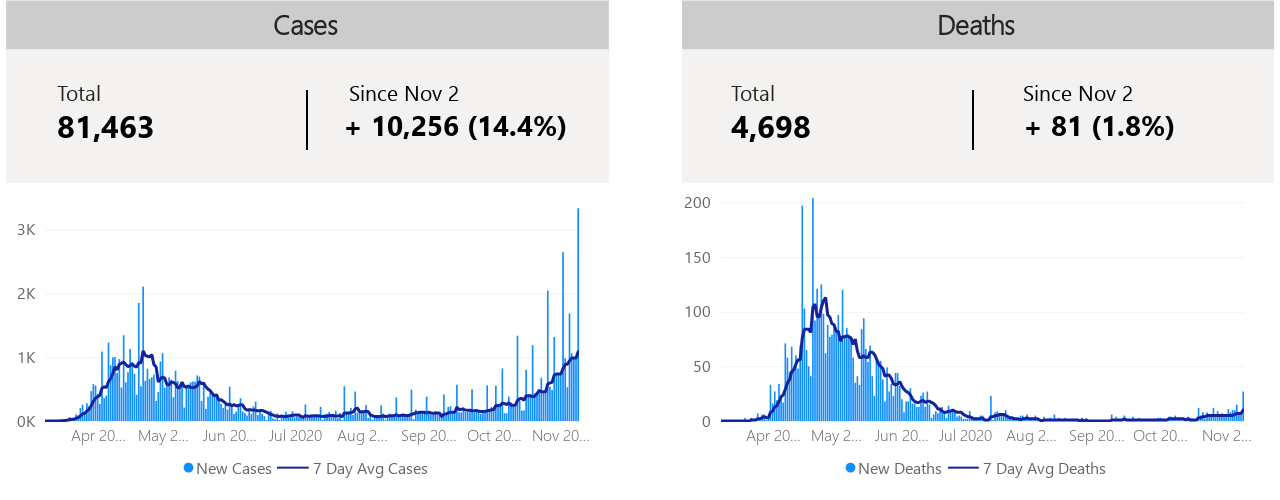 Cases
Total
81,463
Since Nov 2
+ 10,256 (14.4%)
3K
2K
1K
0K
Apr 20... May 2... Jun 20... Jul 2020 Aug 2... Sep 20... Oct 20... Nov 20...
New Cases 7 Day Avg Cases
Deaths
Total
4,698
Since Nov 2
+ 81 (1.8%)
200
150
100
50
0
Apr 20... May 2... Jun 20... Jul 2020 Aug 2... Sep 20... Oct 20... Nov 2...
New Deaths 7 Day Avg Deaths